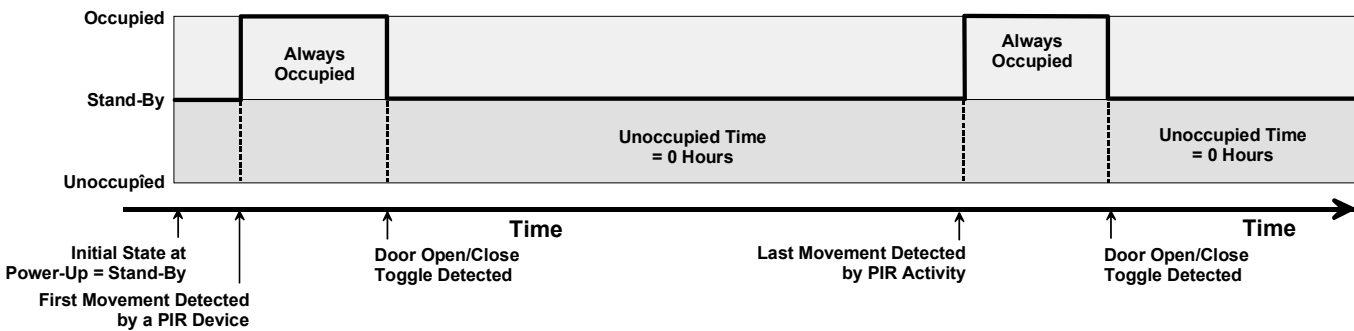 Occupied
Always
Occupied
Always
Occupied
Stand-By
Unoccupied Time
= 0 Hours
Unoccupied Time
= 0 Hours
Unoccupîed
Time
Time
Initial State at
Power-Up = Stand-By
First Movement Detected
by a PIR Device
Door Open/Close
Toggle Detected
Last Movement Detected
by PIR Activity
Door Open/Close
Toggle Detected